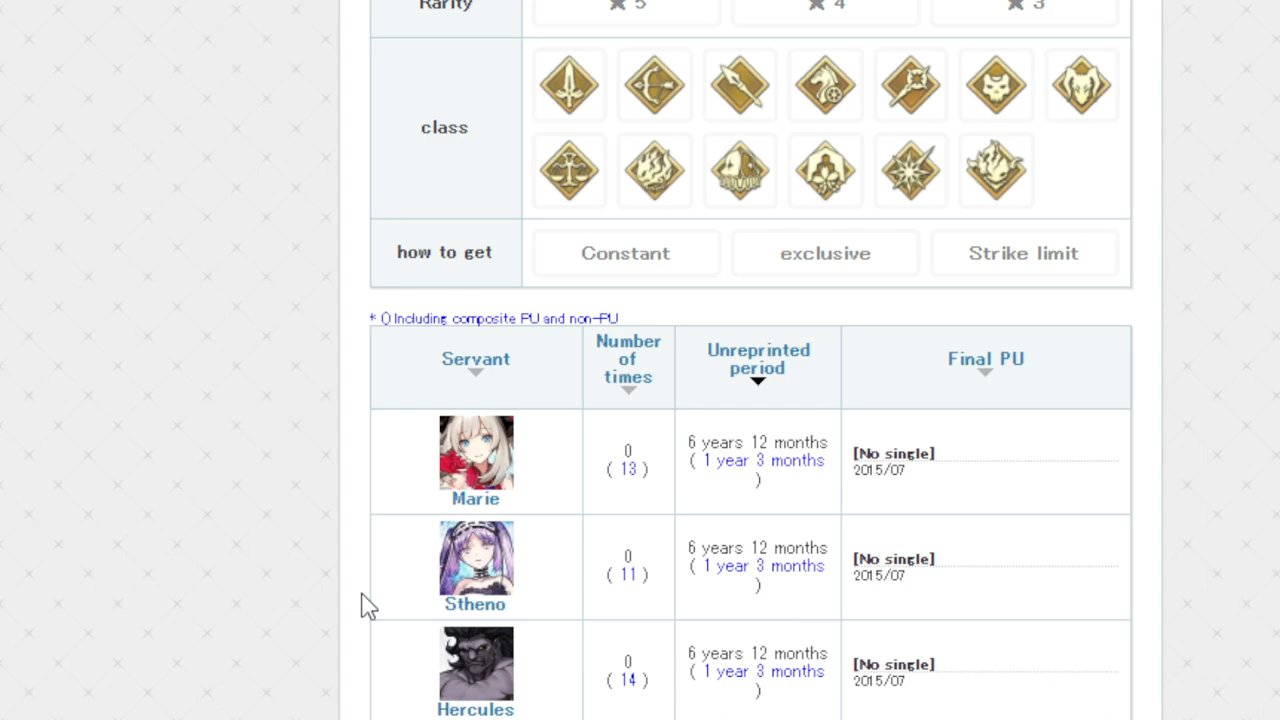 Rarity
★ 5
★ 4
★ 3
class
how to get
Constant
exclusive
Strike limit
* () Including composite PU and non-PU
Servant
Number
of
times
Unreprinted
period
Final PU
Marie
0
( 13 )
6 years 12 months
( 1 year 3 months
)
[No single]
2015/07
Stheno
0
( 11 )
6 years 12 months
( 1 year 3 months
)
[No single]
2015/07
Hercules
0
( 14 )
6 years 12 months
( 1 year 3 months
)
[No single]
2015/07